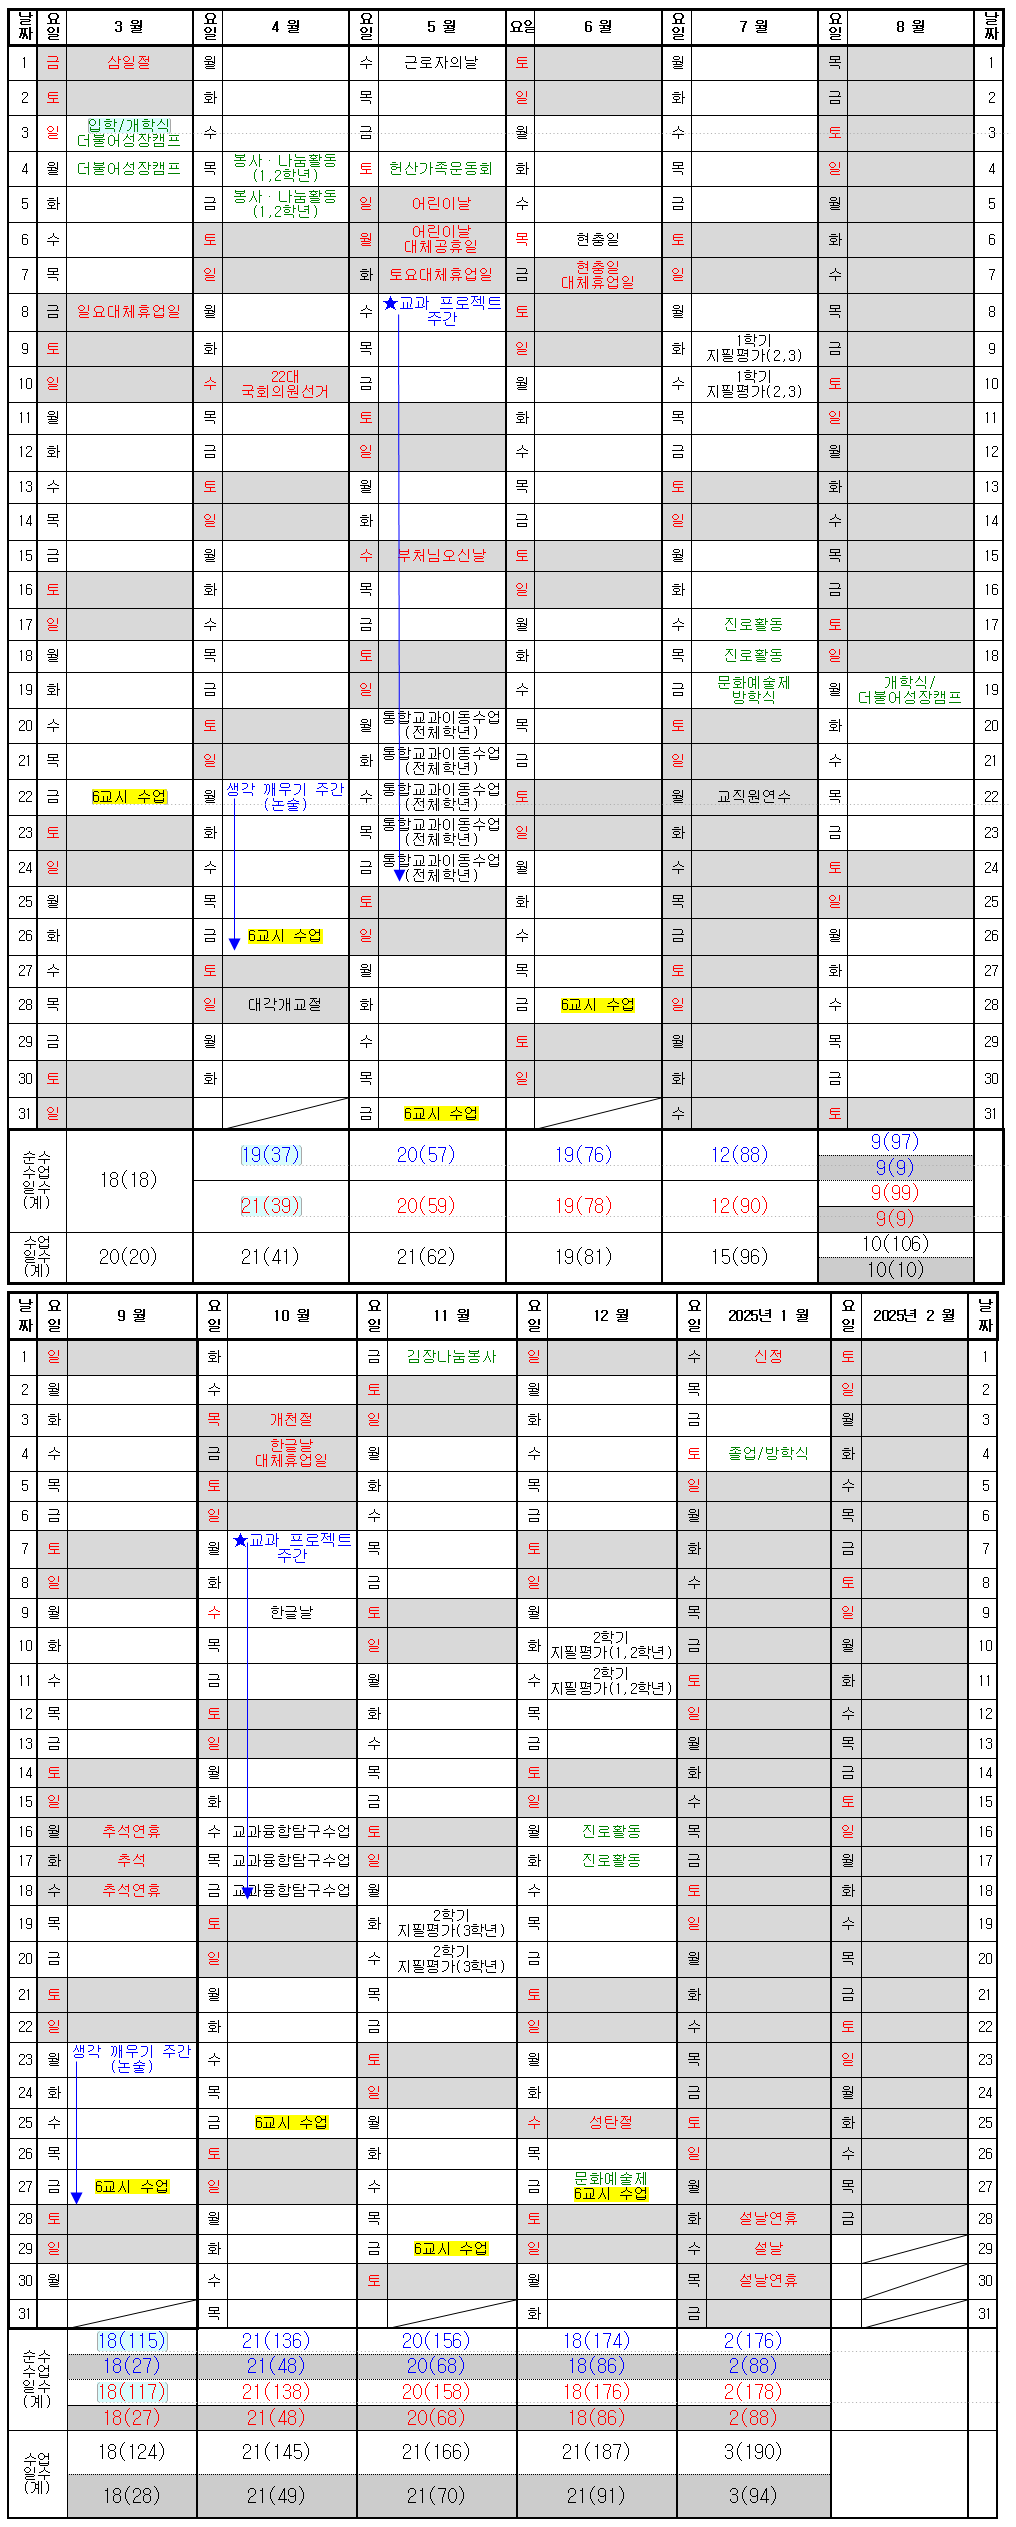 날짜 요일 3 월 요일 4 월 요일 5 월 요일 6 월 요일 7 월 요일 8 월 날짜
1 금 삼일절 월 수 근로자의날 토 월 목 1
2 토 화 목 일 화 금 2
3 일 입학/개학식 더불어성장캠프 수 금 월 수 토 3
4 월 더불어성장캠프 목 봉사·나눔활동 (1,2학년) 토 헌산가족운동회 화 목 일 4
5 화 금 봉사·나눔활동 (1,2학년) 일 어린이날 수 금 월 5
6 수 토 월 어린이날 대체공휴일 목 현충일 토 화 6
7 목 일 화 토요대체휴업일 금 현충일 대체휴업일 일 수 7
8 금 일요대체휴업일 월 수 ★교과 프로젝트 주간 토 월 목 8
9 토 화 목 일 화 1학기 지필평가(2,3) 금 9
10 일 수 22대 국회의원선거 금 월 수 1학기 지필평가(2,3) 토 10
11 월 목 토 화 목 일 11
12 화 금 일 수 금 월 12
13 수 토 월 목 토 화 13
14 목 일 화 금 일 수 14
15 금 월 수 부처님오신날 토 월 목 15
16 토 화 목 일 화 금 16
17 일 수 금 월 수 진로활동 토 17
18 월 목 토 화 목 진로활동 일 18
19 화 금 일 수 금 문화예술제 방학식 월 개학식/ 더불어성장캠프 19
20 수 토 월 통합교과이동수업 (전체학년) 목 토 화 20
21 목 일 화 통합교과이동수업 (전체학년) 금 일 수 21
22 금 6교시 수업 월 생각 깨우기 주간 (논술) 수 통합교과이동수업 (전체학년) 토 월 교직원연수 목 22
23 토 화 목 통합교과이동수업 (전체학년) 일 화 금 23
24 일 수 금 통합교과이동수업 (전체학년) 월 수 토 24
25 월 목 토 화 목 일 25
26 화 금 6교시 수업 일 수 금 월 26
27 수 토 월 목 토 화 27
28 목 일 대각개교절 화 금 6교시 수업 일 수 28
29 금 월 수 토 월 목 29
30 토 화 목 일 화 금 30
31 일 금 6교시 수업 수 토 31
순수 수업 일수 (계) 18(18) 19(37) 20(57) 19(76) 12(88) 9(97)
9(9)
21(39) 20(59) 19(78) 12(90) 9(99)
9(9)
수업 일수 (계) 20(20) 21(41) 21(62) 19(81) 15(96) 10(106)
10(10)
날짜 요일 9 월 요일 10 월 요일 11 월 요일 12 월 요일 2025년 1 월 요일 2025년 2 월 날짜
1 일 화 금 김장나눔봉사 일 수 신정 토 1
2 월 수 토 월 목 일 2
3 화 목 개천절 일 화 금 월 3
4 수 금 한글날 대체휴업일 월 수 토 졸업/방학식 화 4
5 목 토 화 목 일 수 5
6 금 일 수 금 월 목 6
7 토 월 ★교과 프로젝트 주간 목 토 화 금 7
8 일 화 금 일 수 토 8
9 월 수 한글날 토 월 목 일 9
10 화 목 일 화 2학기 지필평가(1,2학년) 금 월 10
11 수 금 월 수 2학기 지필평가(1,2학년) 토 화 11
12 목 토 화 목 일 수 12
13 금 일 수 금 월 목 13
14 토 월 목 토 화 금 14
15 일 화 금 일 수 토 15
16 월 추석연휴 수 교과융합탐구수업 토 월 진로활동 목 일 16
17 화 추석 목 교과융합탐구수업 일 화 진로활동 금 월 17
18 수 추석연휴 금 교과융합탐구수업 월 수 토 화 18
19 목 토 화 2학기 지필평가(3학년) 목 일 수 19
20 금 일 수 2학기 지필평가(3학년) 금 월 목 20
21 토 월 목 토 화 금 21
22 일 화 금 일 수 토 22
23 월 생각 깨우기 주간 (논술) 수 토 월 목 일 23
24 화 목 일 화 금 월 24
25 수 금 6교시 수업 월 수 성탄절 토 화 25
26 목 토 화 목 일 수 26
27 금 6교시 수업 일 수 금 문화예술제 6교시 수업 월 목 27
28 토 월 목 토 화 설날연휴 금 28
29 일 화 금 6교시 수업 일 수 설날 29
30 월 수 토 월 목 설날연휴 30
31 목 화 금 31
순수 수업 일수 (계) 18(115) 21(136) 20(156) 18(174) 2(176)
18(27) 21(48) 20(68) 18(86) 2(88)
18(117) 21(138) 20(158) 18(176) 2(178)
18(27) 21(48) 20(68) 18(86) 2(88)
수업 일수 (계) 18(124) 21(145) 21(166) 21(187) 3(190)
18(28) 21(49) 21(70) 21(91) 3(94)